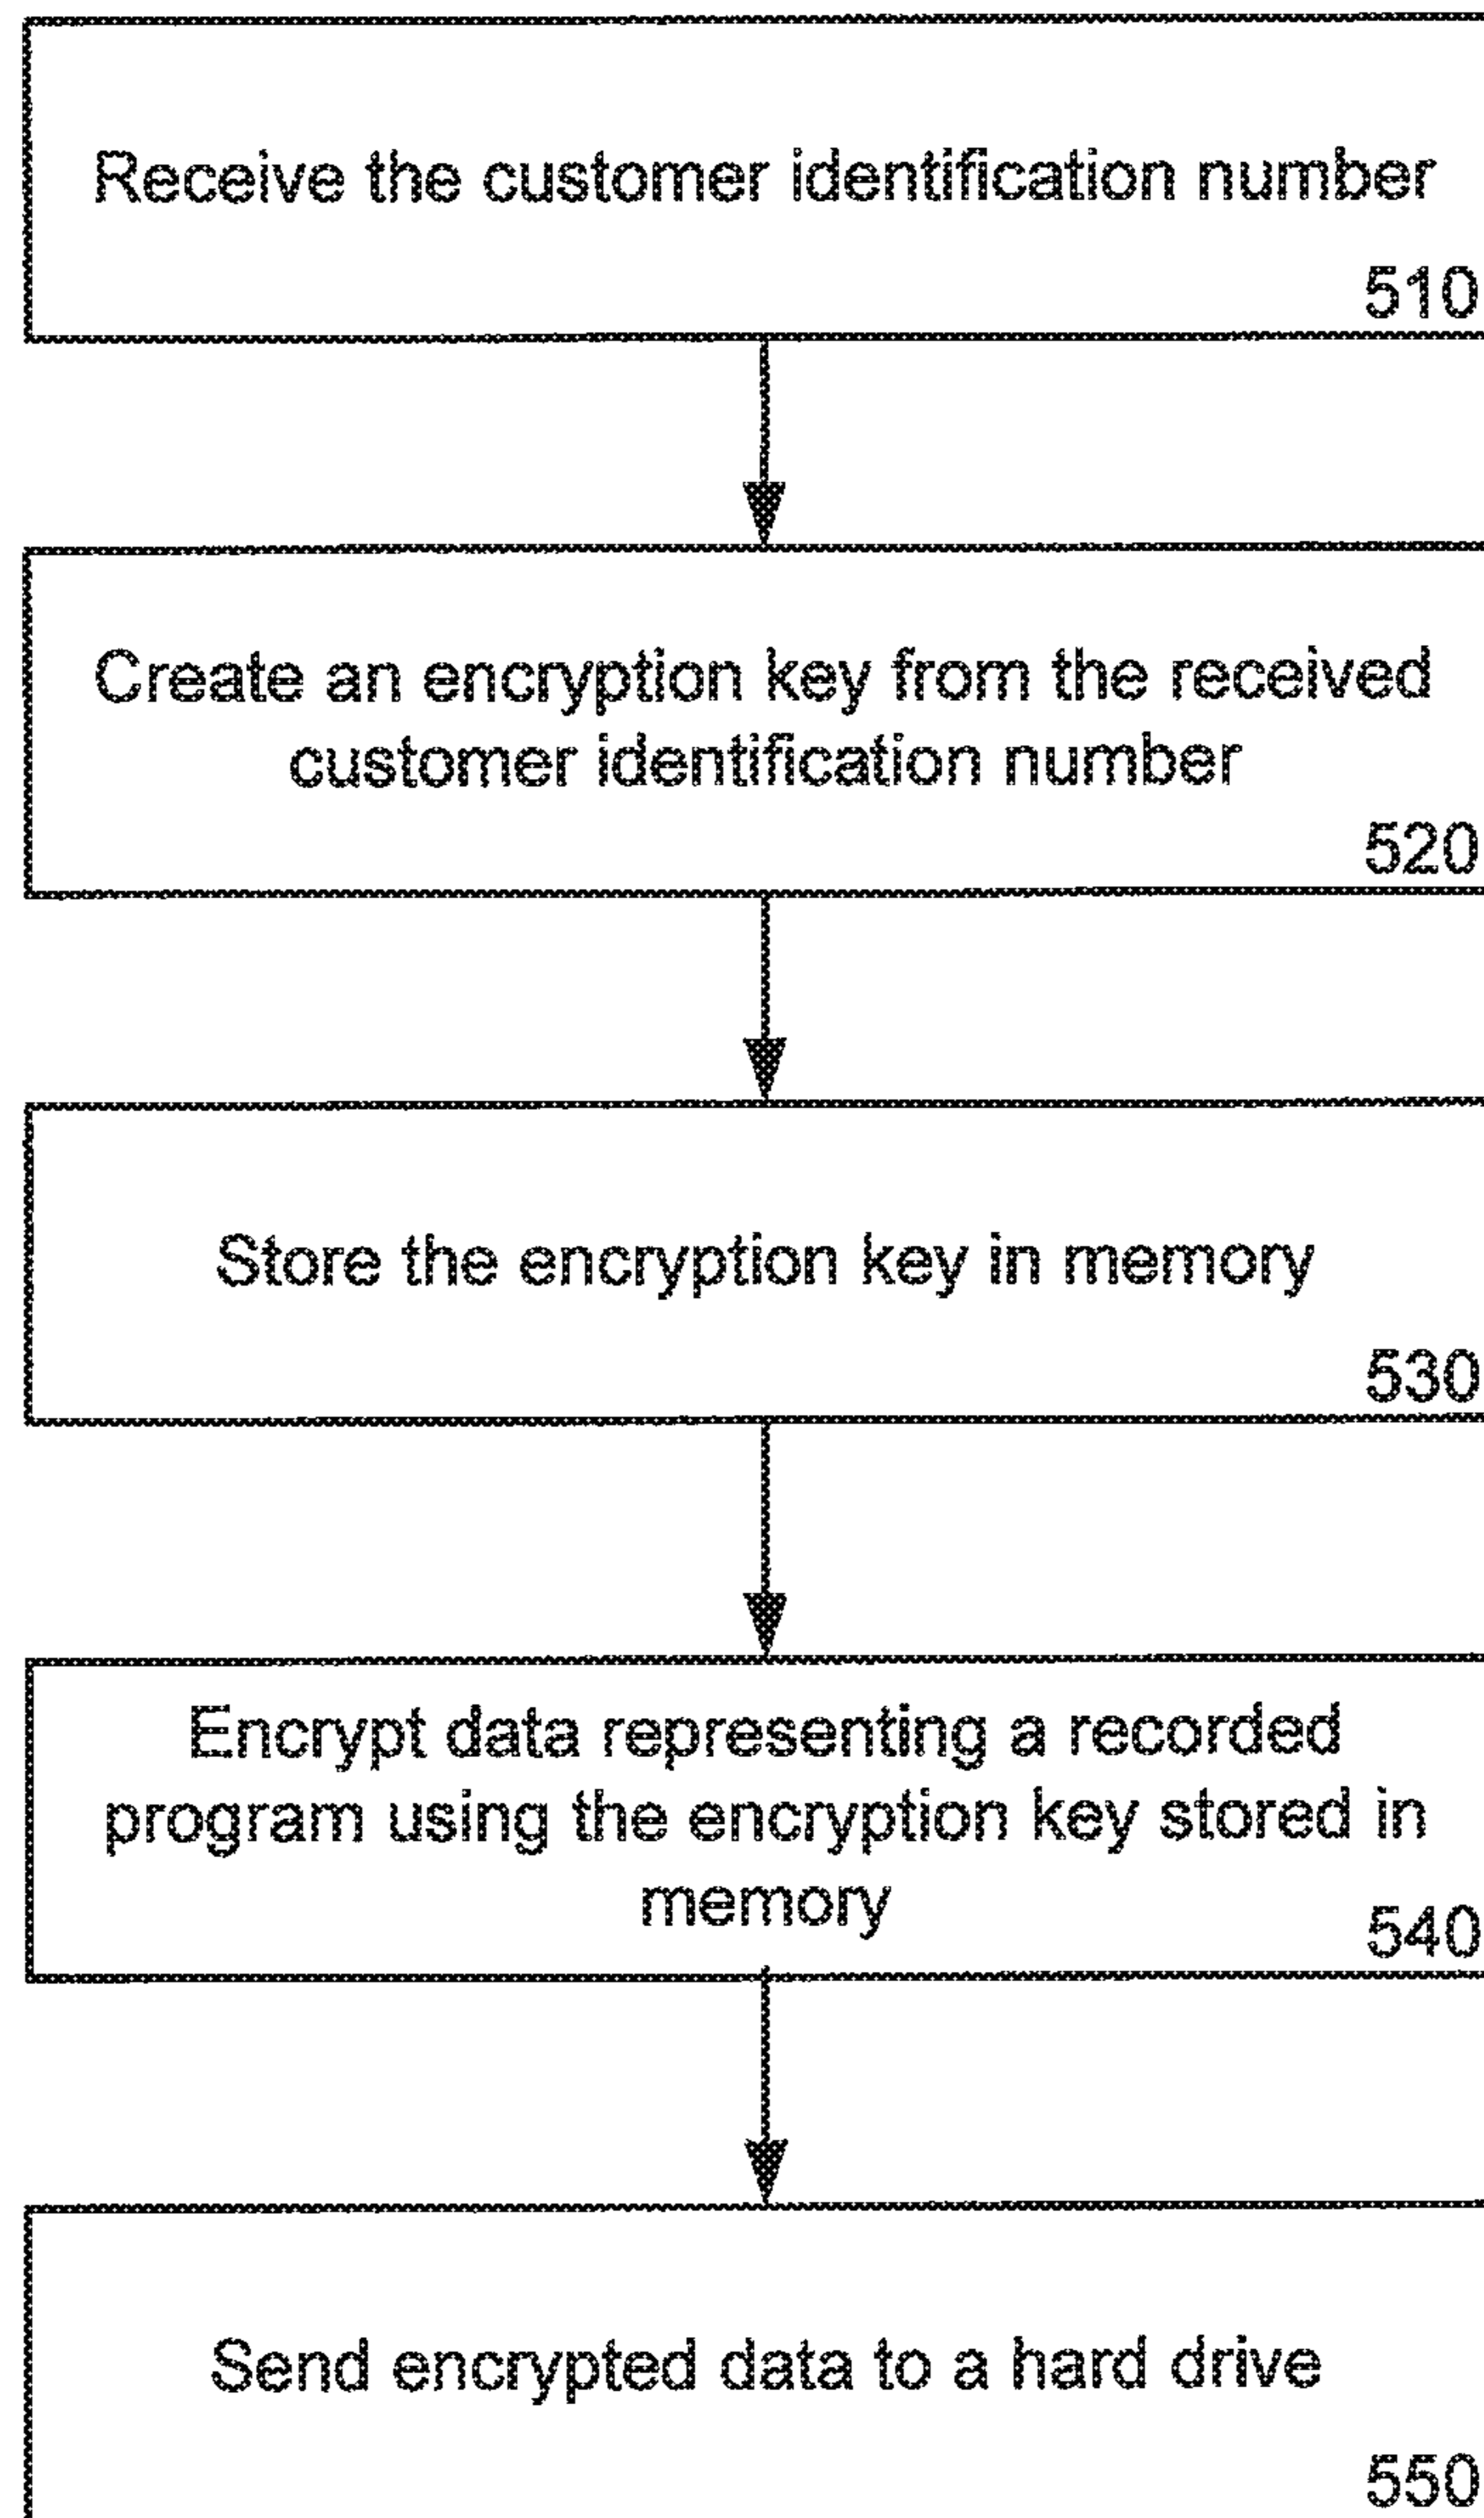 Receive the customer identification number
510
Create an encryption key from the received
customer identification number
520
Store the encryption key in memory
530
Encrypt data representing a recorded
program using the encryption key stored in
memory
540
Send encrypted data to a hard drive
550